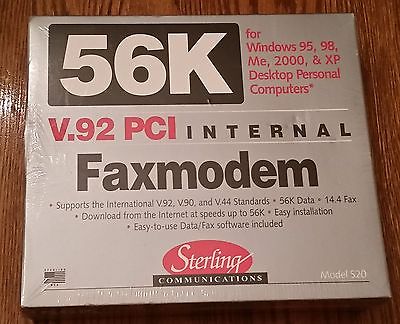 56K
for
Windows 95, 98,
Me, 2000, & XP
Desktop Personal
Computers*
V.92 PCI INTERNAL
Faxmodem
• Supports the International V.92, V.90, and V.44 Standards • 56K Data • 14.4 Fax
• Download from the Internet at speeds up to 56K • Easy installation
• Easy-to-use Data/Fax software included
Sterling
COMMUNICATIONS
Model 520